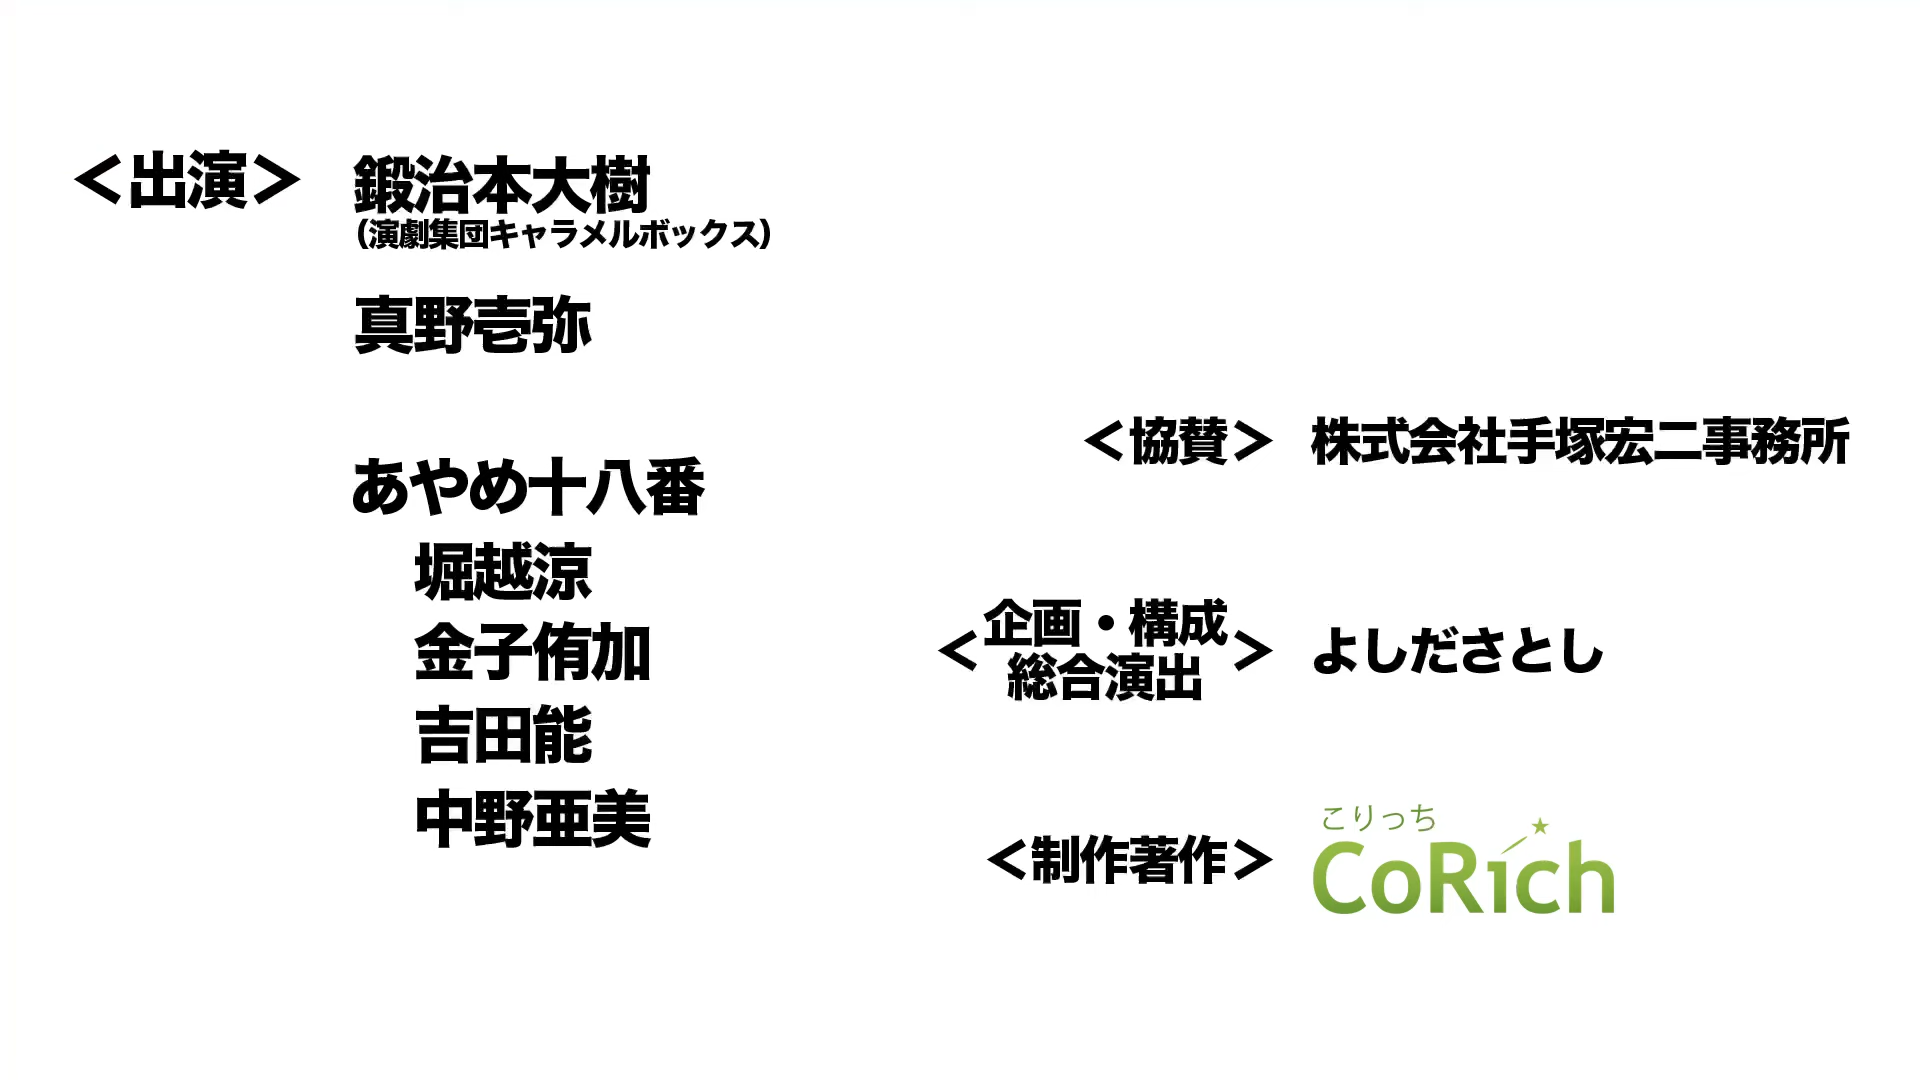 ＜出演＞ 鍛治本大樹
（演劇集団キャラメルボックス）
真野壱弥
あやめ十八番
堀越涼
金子侑加
吉田能
中野亜美
＜協賛＞ 株式会社手塚宏二事務所
＜企画・構成
総合演出＞ よしださとし
＜制作著作＞ こりっち
CoRich